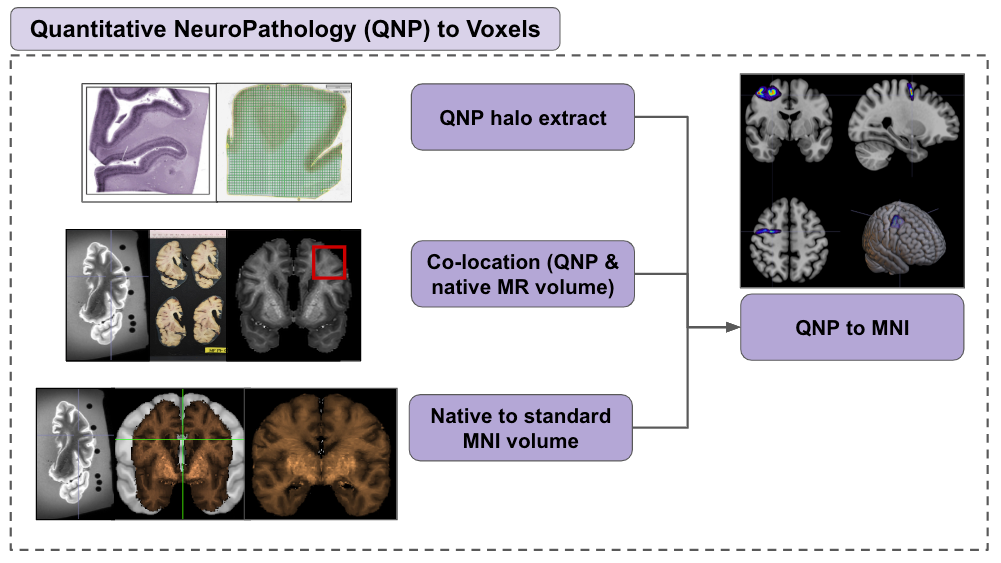 Quantitative NeuroPathology (QNP) to Voxels
QNP halo extract
Co-location (QNP &
native MR volume)
Native to standard
MNI volume
QNP to MNI